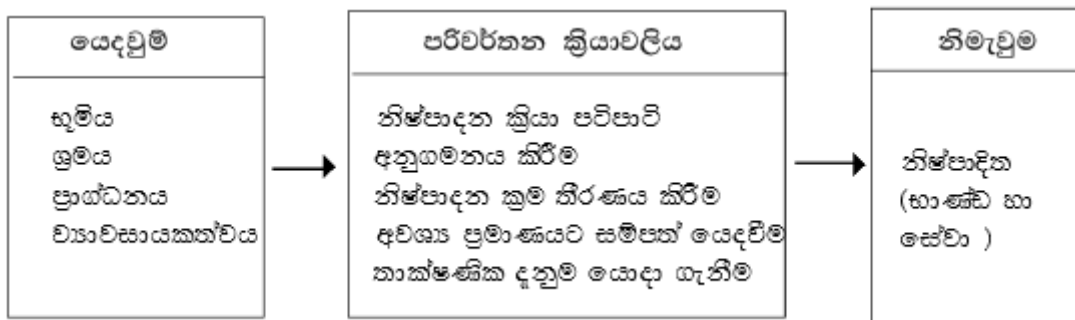 යෙදවුම්
භූමිය
ශ්‍රමය
ප්‍රාග්ධනය
ව්‍යාවසායකත්වය
පරිවර්තන ක්‍රියාවලිය
නිෂ්පාදන ක්‍රියා පටිපාටි
අනුගමනය කිරීම
නිෂ්පාදන ක්‍රම තීරණය කිරීම
අවශ්‍ය ප්‍රමාණයට සම්පත් යෙදවීම
තාක්ෂණික දැනුම යොදා ගැනීම
නිමැවුම
නිෂ්පාදිත
(භාණ්ඩ හා
සේවා )